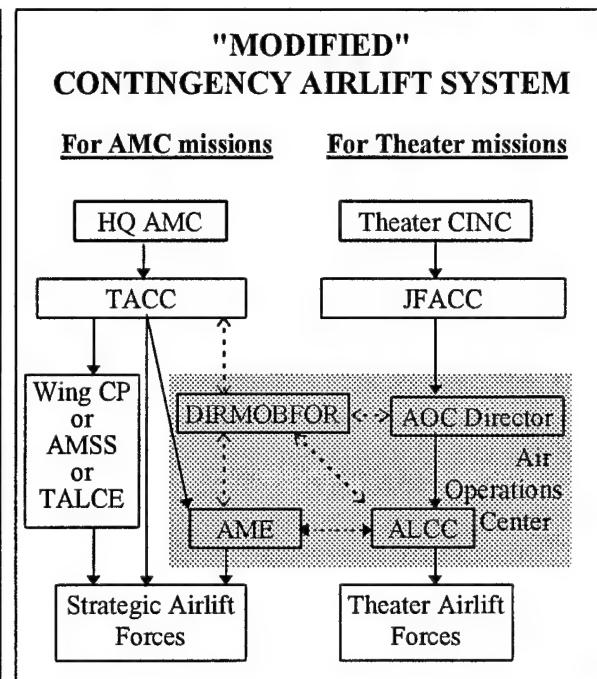 "MODIFIED"
CONTINGENCY AIRLIFT SYSTEM
For AMC missions
For Theater missions
HQ AMC
Theater CINC
TACC
JFACC
Wing CP
or
AMSS
or
TALCE
DIRMOBFOR
AOC Director
Air
Operations
Center
AME
ALCC
Strategic Airlift
Forces
Theater Airlift
Forces